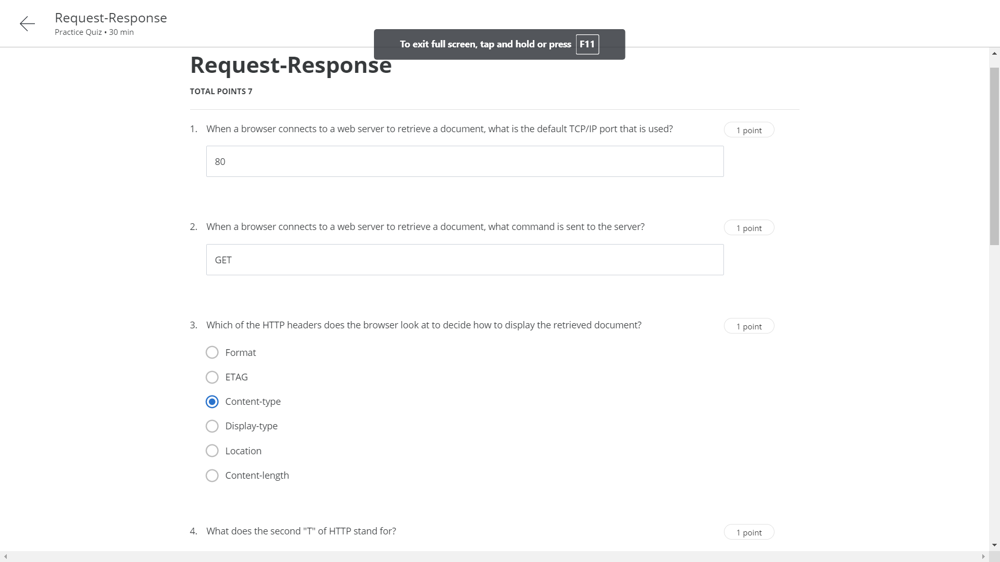 Request-Response
Practice Quiz • 30 min
To exit full screen, tap and hold or press F11
Request-Response
TOTAL POINTS 7
1. When a browser connects to a web server to retrieve a document, what is the default TCP/IP port that is used?
1 point
80
2. When a browser connects to a web server to retrieve a document, what command is sent to the server?
1 point
GET
3. Which of the HTTP headers does the browser look at to decide how to display the retrieved document?
1 point
Format
ETAG
Content-type
Display-type
Location
Content-length
4. What does the second "T" of HTTP stand for?
1 point